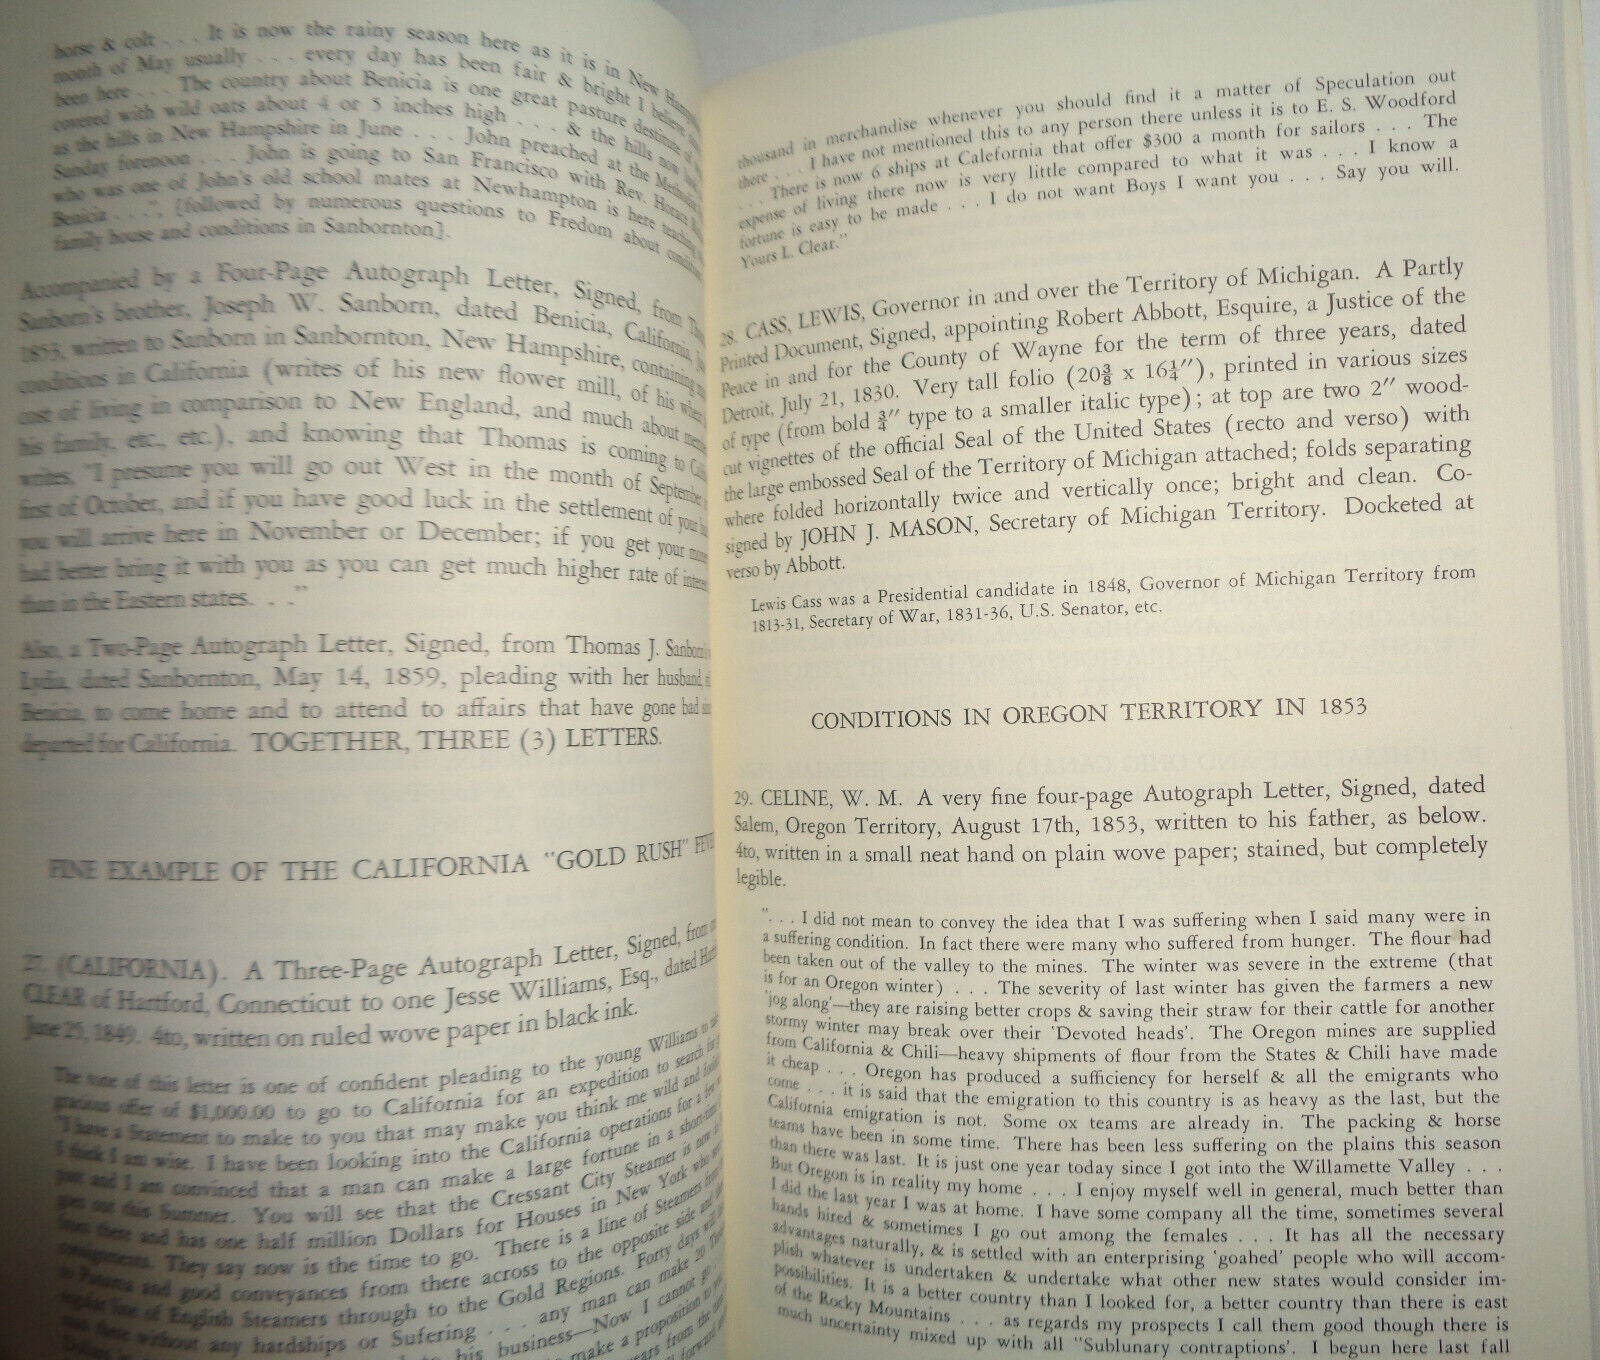 horse & colt . . . It is now the rainy season here as it is in New Hampshire
month of May usually . . . every day has been fair & bright I believe
been here . . . The country about Benicia is one great pasture destitute of
covered with wild oats about 4 or 5 inches high . . . & the hills now look
as the hills in New Hampshire in June . . . John preached at the Methodist
Sunday forenoon . . . John is going to San Francisco with Rev. Horace
who was one of John's old school mates at Newhampton is here teaching
Benicia . . .", [followed by numerous questions to Fredom about conditions
family house and conditions in Sanbornton].
Accompanied by a Four-Page Autograph Letter, Signed, from
Sanborn's brother, Joseph W. Sanborn, dated Benicia, California,
1853, written to Sanborn in Sanbornton, New Hampshire, containing
conditions in California (writes of his new flower mill, of his
cost of living in comparison to New England, and much about
his family, etc., etc.), and knowing that Thomas is coming to
writes, "I presume you will go out West in the month of September
first of October, and if you have good luck in the settlement of your
you will arrive here in November or December; if you get your
had better bring it with you as you can get much higher rate of interest
than in the Eastern states. . ."
Also, a Two-Page Autograph Letter, Signed, from Thomas J. Sanborn's
Lydia, dated Sanbornton, May 14, 1859, pleading with her husband,
Benicia, to come home and to attend to affairs that have gone bad
departed for California. TOGETHER, THREE (3) LETTERS.
FINE EXAMPLE OF THE CALIFORNIA "GOLD RUSH"
27. (CALIFORNIA). A Three-Page Autograph Letter, Signed, from
CLEAR of Hartford, Connecticut to one Jesse Williams, Esq., dated
June 25, 1849. 4to, written on ruled wove paper in black ink.
The tone of this letter is one of confident pleading to the young Williams to
gracious offer of $1,000.00 to go to California for an expedition to search for
"I have a Statement to make to you that may make you think me wild and
I think I am wise. I have been looking into the California operations for a few
past and I am convinced that a man can make a large fortune in a short
goes out this Summer. You will see that the Cressant City Steamer is now
from there and has one half million Dollars for Houses in New York who
consignments. They say now is the time to go. There is a line of Steamers from
to Panama and good conveyances from there across to the opposite side and
regular line of English Steamers through to the Gold Regions. Forty days will
without any hardships or Sufering . . . any man can make 20
his business—Now I cannot go
make a proposition to
years from the
forward
thousand in merchandise whenever you should find it a matter of Speculation out
there . . . I have not mentioned this to any person there unless it is to E. S. Woodford
. . . There is now 6 ships at Calefornia that offer $300 a month for sailors . . . The
expense of living there now is very little compared to what it was . . . I know a
fortune is easy to be made . . . I do not want Boys I want you . . . Say you will.
Yours L. Clear."
28. CASS, LEWIS, Governor in and over the Territory of Michigan. A Partly
Printed Document, Signed, appointing Robert Abbott, Esquire, a Justice of the
Peace in and for the County of Wayne for the term of three years, dated
Detroit, July 21, 1830. Very tall folio (20⅜ x 16¼"), printed in various sizes
of type (from bold ¾" type to a smaller italic type); at top are two 2" wood-
cut vignettes of the official Seal of the United States (recto and verso) with
the large embossed Seal of the Territory of Michigan attached; folds separating
where folded horizontally twice and vertically once; bright and clean. Co-
signed by JOHN J. MASON, Secretary of Michigan Territory. Docketed at
verso by Abbott.
Lewis Cass was a Presidential candidate in 1848, Governor of Michigan Territory from
1813-31, Secretary of War, 1831-36, U.S. Senator, etc.
CONDITIONS IN OREGON TERRITORY IN 1853
29. CELINE, W. M. A very fine four-page Autograph Letter, Signed, dated
Salem, Oregon Territory, August 17th, 1853, written to his father, as below.
4to, written in a small neat hand on plain wove paper; stained, but completely
legible.
". . . I did not mean to convey the idea that I was suffering when I said many were in
a suffering condition. In fact there were many who suffered from hunger. The flour had
been taken out of the valley to the mines. The winter was severe in the extreme (that
is for an Oregon winter) . . . The severity of last winter has given the farmers a new
'jog along'—they are raising better crops & saving their straw for their cattle for another
stormy winter may break over their 'Devoted heads'. The Oregon mines are supplied
from California & Chili—heavy shipments of flour from the States & Chili have made
it cheap . . . Oregon has produced a sufficiency for herself & all the emigrants who
come . . . it is said that the emigration to this country is as heavy as the last, but the
California emigration is not. Some ox teams are already in. The packing & horse
teams have been in some time. There has been less suffering on the plains this season
than there was last. It is just one year today since I got into the Willamette Valley . . .
But Oregon is in reality my home . . . I enjoy myself well in general, much better than
I did the last year I was at home. I have some company all the time, sometimes several
hands hired & sometimes I go out among the females . . . It has all the necessary
advantages naturally, & is settled with an enterprising 'goahed' people who will accom-
plish whatever is undertaken & undertake what other new states would consider im-
possibilities. It is a better country than I looked for, a better country than there is east
of the Rocky Mountains . . . as regards my prospects I call them good though there is
much uncertainty mixed up with all "Sublunary contraptions'. I begun here last fall